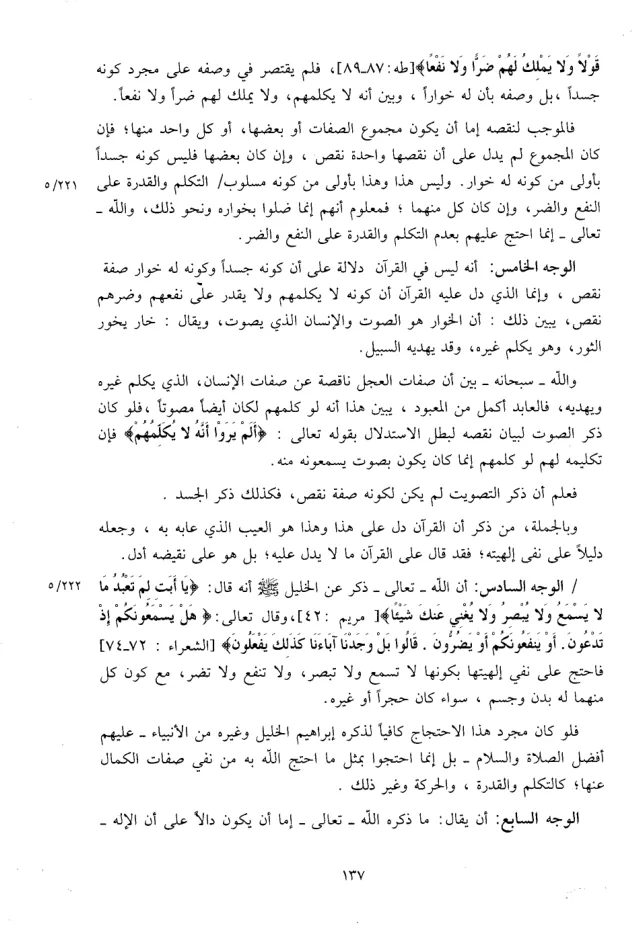 قَوْلاً وَلا يَمْلِكُ لَهُمْ ضَرًّا وَلا نَفْعًا﴾[طه:٨٧ـ٨٩]، فلم يقتصر في وصفه على مجرد كونه
جسداً ،بل وصفه بأن له خواراً ، وبين أنه لا يكلمهم، ولا يملك لهم ضراً ولا نفعاً.
فالموجب لنقصه إما أن يكون مجموع الصفات أو بعضها، أو كل واحد منها؛ فإن
كان المجموع لم يدل على أن نقصها واحدة نقص ، وإن كان بعضها فليس كونه جسداً
بأولى من كونه له خوار. وليس هذا وهذا بأولى من كونه مسلوب/ التكلم والقدرة على ٥/٢٢١
النفع والضر، وإن كان كل منهما ؛ فمعلوم أنهم إنما ضلوا بخواره ونحو ذلك، والله ـ
تعالى ـ إنما احتج عليهم بعدم التكلم والقدرة على النفع والضر.
الوجه الخامس: أنه ليس في القرآن دلالة على أن كونه جسداً وكونه له خوار صفة
نقص ، وإنما الذي دل عليه القرآن أن كونه لا يكلمهم ولا يقدر على نفعهم وضرهم
نقص، يبين ذلك : أن الخوار هو الصوت والإنسان الذي يصوت، ويقال : خار يخور
الثور، وهو يكلم غيره، وقد يهديه السبيل.
والله ـ سبحانه ـ بين أن صفات العجل ناقصة عن صفات الإنسان، الذي يكلم غيره
ويهديه، فالعابد أكمل من المعبود ، يبين هذا أنه لو كلمهم لكان أيضاً مصوتاً ،فلو كان
ذكر الصوت لبيان نقصه لبطل الاستدلال بقوله تعالى : ﴿أَلَمْ يَرَوْا أَنَّهُ لا يُكَلِّمُهُمْ﴾ فإن
تكليمه لهم لو كلمهم إنما كان يكون بصوت يسمعونه منه.
فعلم أن ذكر التصويت لم يكن لكونه صفة نقص، فكذلك ذكر الجسد .
وبالجملة، من ذكر أن القرآن دل على هذا وهذا هو العيب الذي عابه به ، وجعله
دليلاً على نفي إلهيته؛ فقد قال على القرآن ما لا يدل عليه؛ بل هو على نقيضه أدل.
/ الوجه السادس: أن الله ـ تعالى ـ ذكر عن الخليل ﷺ أنه قال: ﴿يا أَبَتِ لِمَ تَعْبُدُ مَا ٥/٢٢٢
لا يَسْمَعُ وَلا يُبْصِرُ وَلا يُغْنِي عَنكَ شَيْئًا﴾[ مريم :٤٢]،وقال تعالى:﴿ هَلْ يَسْمَعُونَكُمْ إِذْ
تَدْعُونَ. أَوْ يَنفَعُونَكُمْ أَوْ يَضُرُّونَ . قَالُوا بَلْ وَجَدْنَا آبَاءَنَا كَذَلِكَ يَفْعَلُونَ﴾ [الشعراء : ٧٢ـ٧٤]
فاحتج على نفي إلهيتها بكونها لا تسمع ولا تبصر، ولا تنفع ولا تضر، مع كون كل
منهما له بدن وجسم ، سواء كان حجراً أو غيره.
فلو كان مجرد هذا الاحتجاج كافياً لذكره إبراهيم الخليل وغيره من الأنبياء ـ عليهم
أفضل الصلاة والسلام ـ بل إنما احتجوا بمثل ما احتج الله به من نفي صفات الكمال
عنها؛ كالتكلم والقدرة ، والحركة وغير ذلك .
الوجه السابع: أن يقال: ما ذكره الله ـ تعالى ـ إما أن يكون دالاً على أن الإله ـ
١٣٧